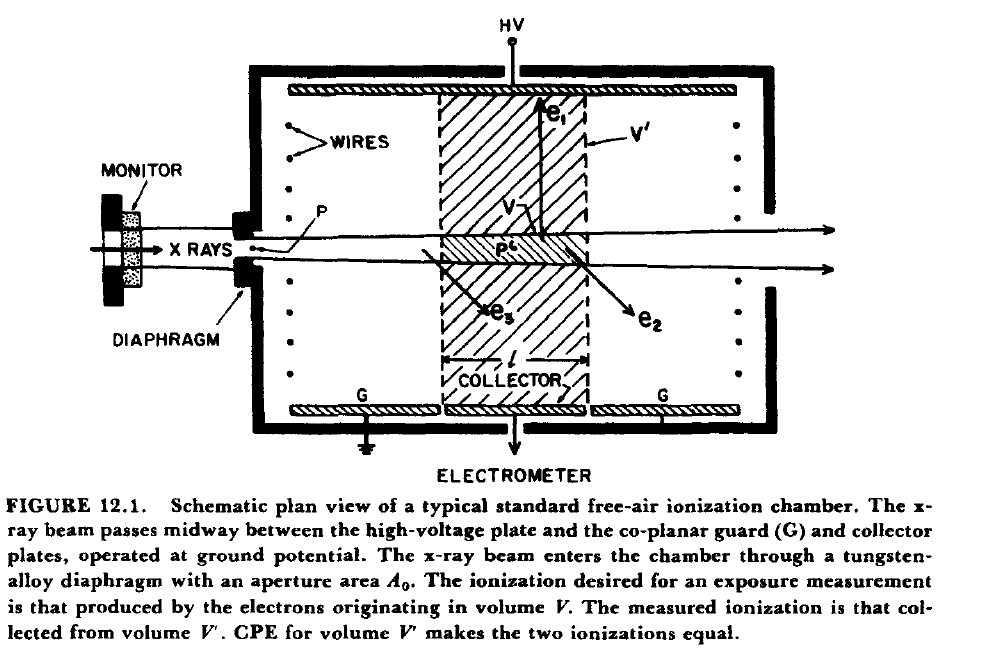 HV
e₁
V'
WIRES
MONITOR
P
V
X RAYS
P'
e₃
e₂
DIAPHRAGM
l
COLLECTOR
G
G
ELECTROMETER
FIGURE 12.1. Schematic plan view of a typical standard free-air ionization chamber. The x-
ray beam passes midway between the high-voltage plate and the co-planar guard (G) and collector
plates, operated at ground potential. The x-ray beam enters the chamber through a tungsten-
alloy diaphragm with an aperture area A₀. The ionization desired for an exposure measurement
is that produced by the electrons originating in volume V. The measured ionization is that col-
lected from volume V'. CPE for volume V' makes the two ionizations equal.